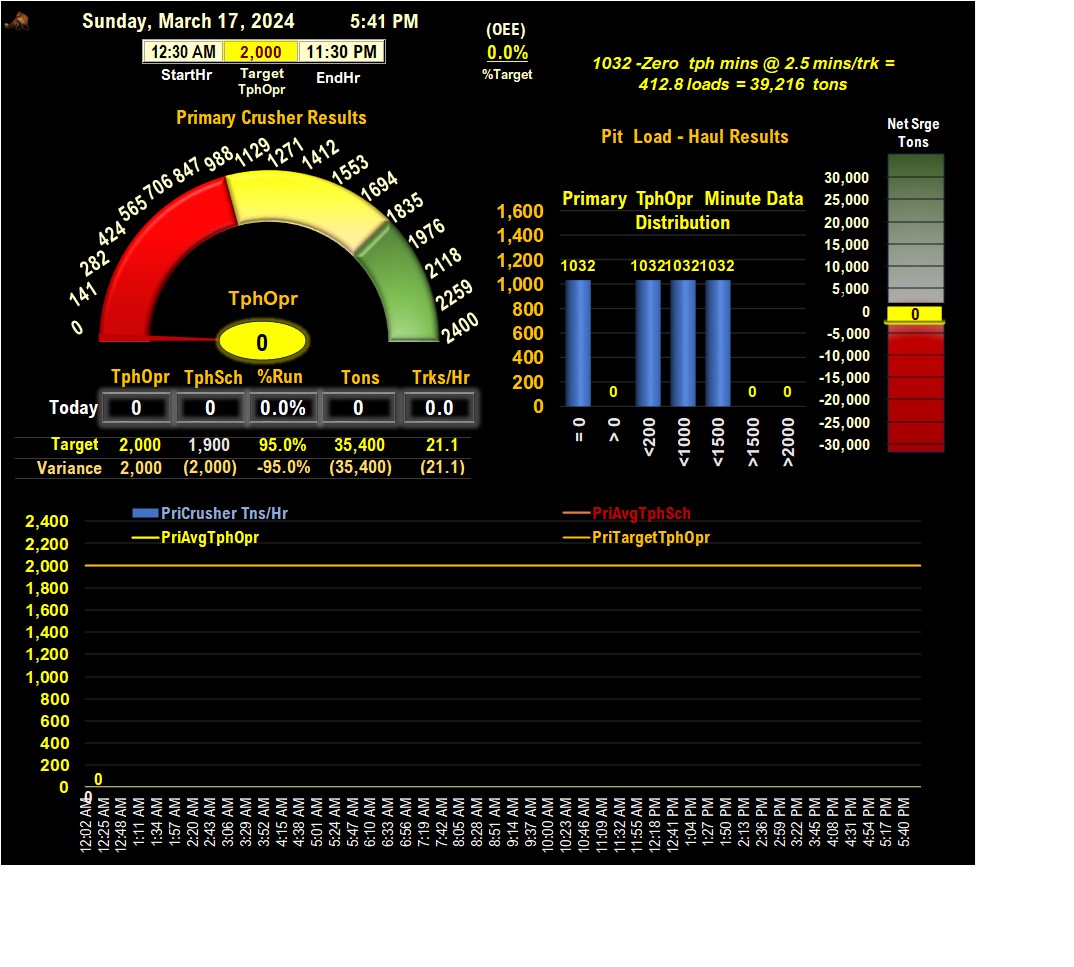 Sunday, March 17, 2024 5:41 PM
12:30 AM 2,000 11:30 PM
StartHr Target TphOpr EndHr
(OEE)
0.0%
%Target
1032 -Zero tph mins @ 2.5 mins/trk =
412.8 loads = 39,216 tons
Primary Crusher Results
0
141
282
424
565
706
847
988
1129
1271
1412
1553
1694
1835
1976
2118
2259
2400
TphOpr
0
TphOpr TphSch %Run Tons Trks/Hr
Today 0 0 0.0% 0 0.0
Target 2,000 1,900 95.0% 35,400 21.1
Variance 2,000 (2,000) -95.0% (35,400) (21.1)
Pit Load - Haul Results
Primary TphOpr Minute Data
Distribution
1,600
1,400
1,200
1,000
800
600
400
200
0
1032 0 1032 1032 1032 0 0
= 0
> 0
<200
<1000
<1500
>1500
>2000
Net Srge
Tons
30,000
25,000
20,000
15,000
10,000
5,000
0
-5,000
-10,000
-15,000
-20,000
-25,000
-30,000
0
PriCrusher Tns/Hr PriAvgTphSch
PriAvgTphOpr PriTargetTphOpr
2,400
2,200
2,000
1,800
1,600
1,400
1,200
1,000
800
600
400
200
0
0
0
12:02 AM
12:25 AM
12:48 AM
1:11 AM
1:34 AM
1:57 AM
2:20 AM
2:43 AM
3:06 AM
3:29 AM
3:52 AM
4:15 AM
4:38 AM
5:01 AM
5:24 AM
5:47 AM
6:10 AM
6:33 AM
6:56 AM
7:19 AM
7:42 AM
8:05 AM
8:28 AM
8:51 AM
9:14 AM
9:37 AM
10:00 AM
10:23 AM
10:46 AM
11:09 AM
11:32 AM
11:55 AM
12:18 PM
12:41 PM
1:04 PM
1:27 PM
1:50 PM
2:13 PM
2:36 PM
2:59 PM
3:22 PM
3:45 PM
4:08 PM
4:31 PM
4:54 PM
5:17 PM
5:40 PM